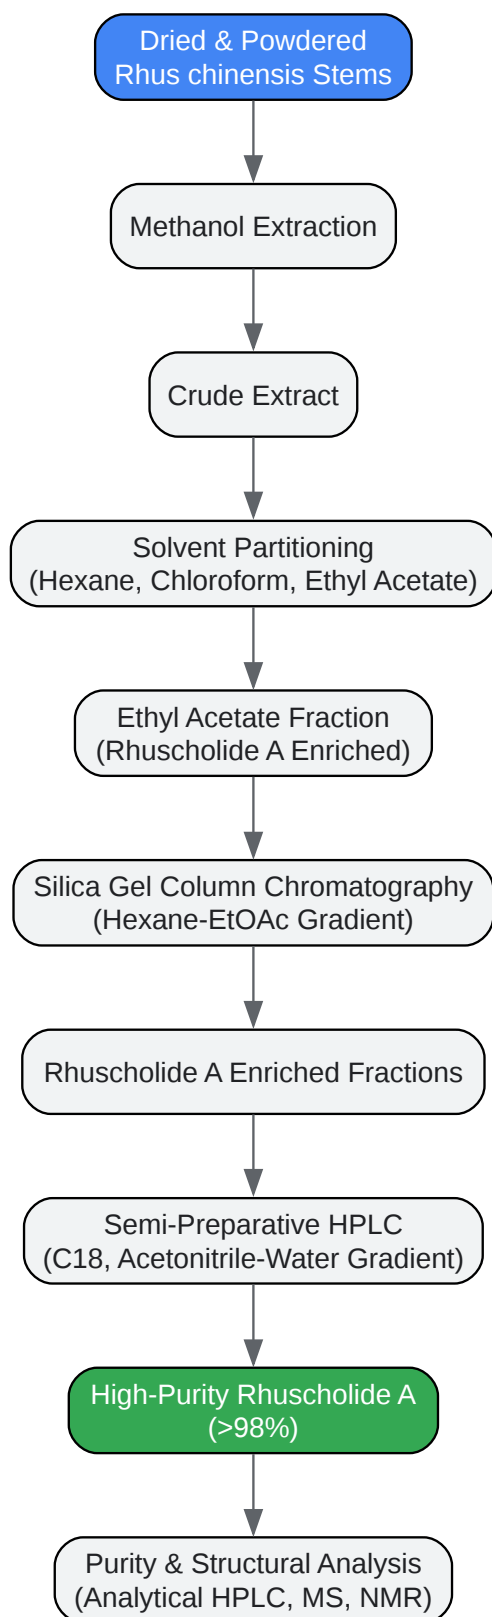 Dried & Powdered
Rhus chinensis Stems
Methanol Extraction
Crude Extract
Solvent Partitioning
(Hexane, Chloroform, Ethyl Acetate)
Ethyl Acetate Fraction
(Rhuscholide A Enriched)
Silica Gel Column Chromatography
(Hexane-EtOAc Gradient)
Rhuscholide A Enriched Fractions
Semi-Preparative HPLC
(C18, Acetonitrile-Water Gradient)
High-Purity Rhuscholide A
(>98%)
Purity & Structural Analysis
(Analytical HPLC, MS, NMR)